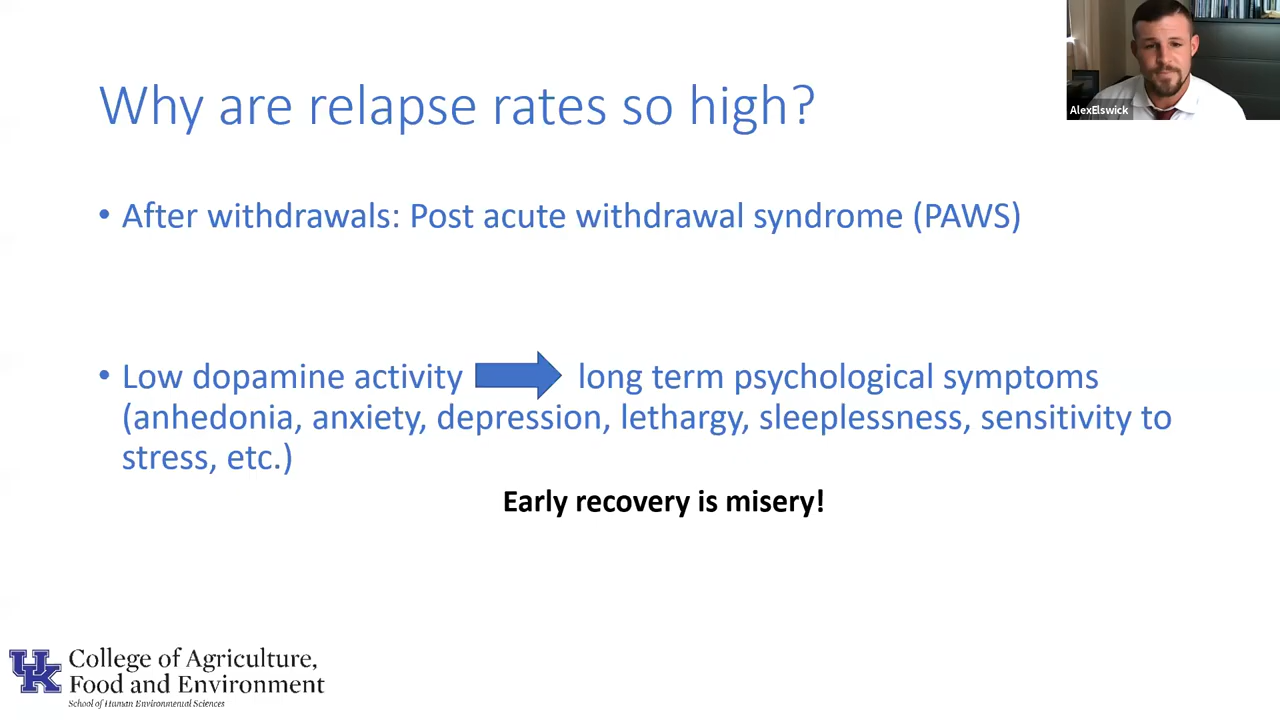 Why are relapse rates so high?
AlexElswick
• After withdrawals: Post acute withdrawal syndrome (PAWS)
• Low dopamine activity long term psychological symptoms
(anhedonia, anxiety, depression, lethargy, sleeplessness, sensitivity to
stress, etc.)
Early recovery is misery!
UK
College of Agriculture,
Food and Environment
School of Human Environmental Sciences